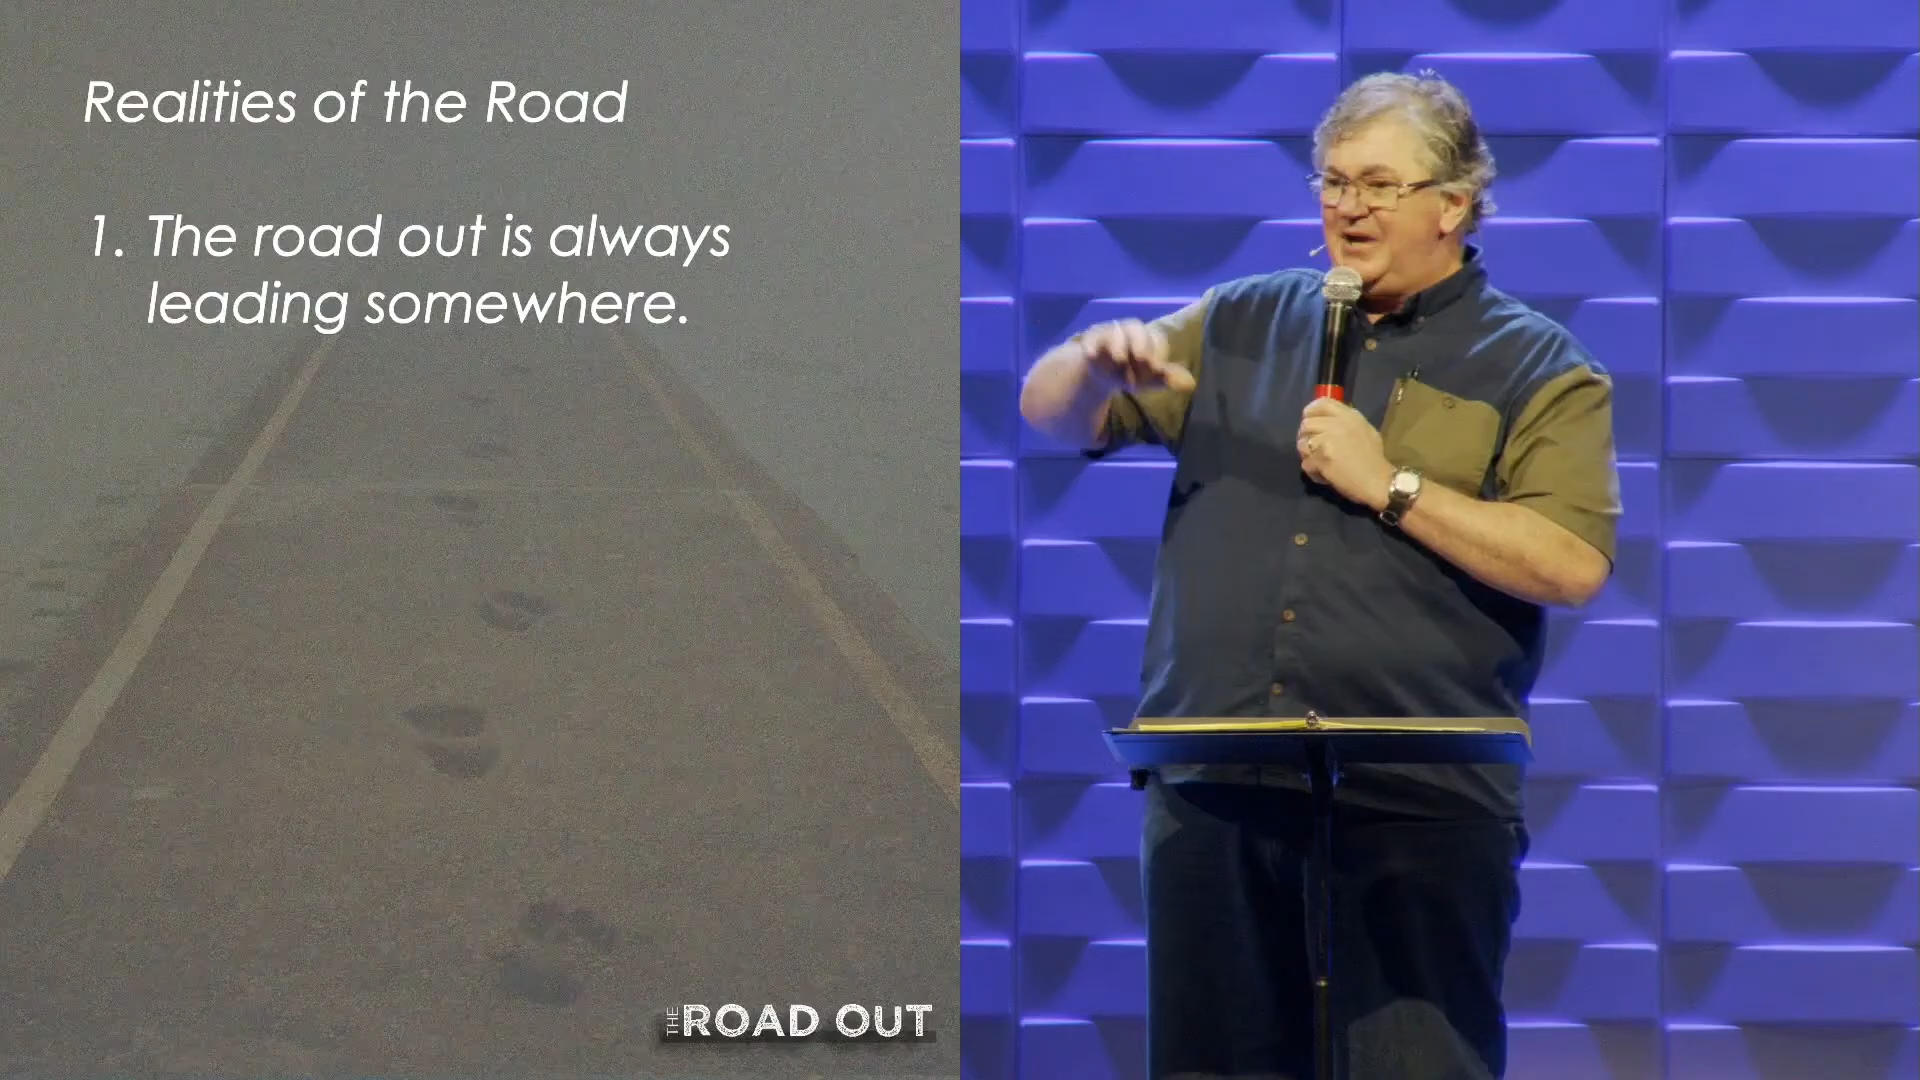 Realities of the Road
1. The road out is always
leading somewhere.
THE ROAD OUT